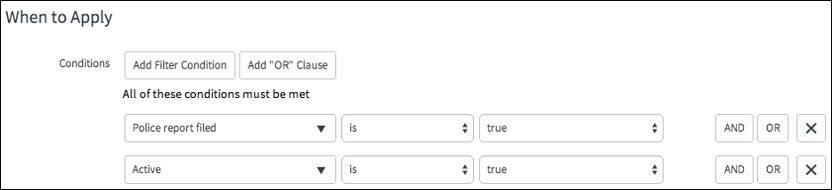 When to Apply
Conditions Add Filter Condition Add "OR" Clause
All of these conditions must be met
Police report filed is true AND OR
Active is true AND OR